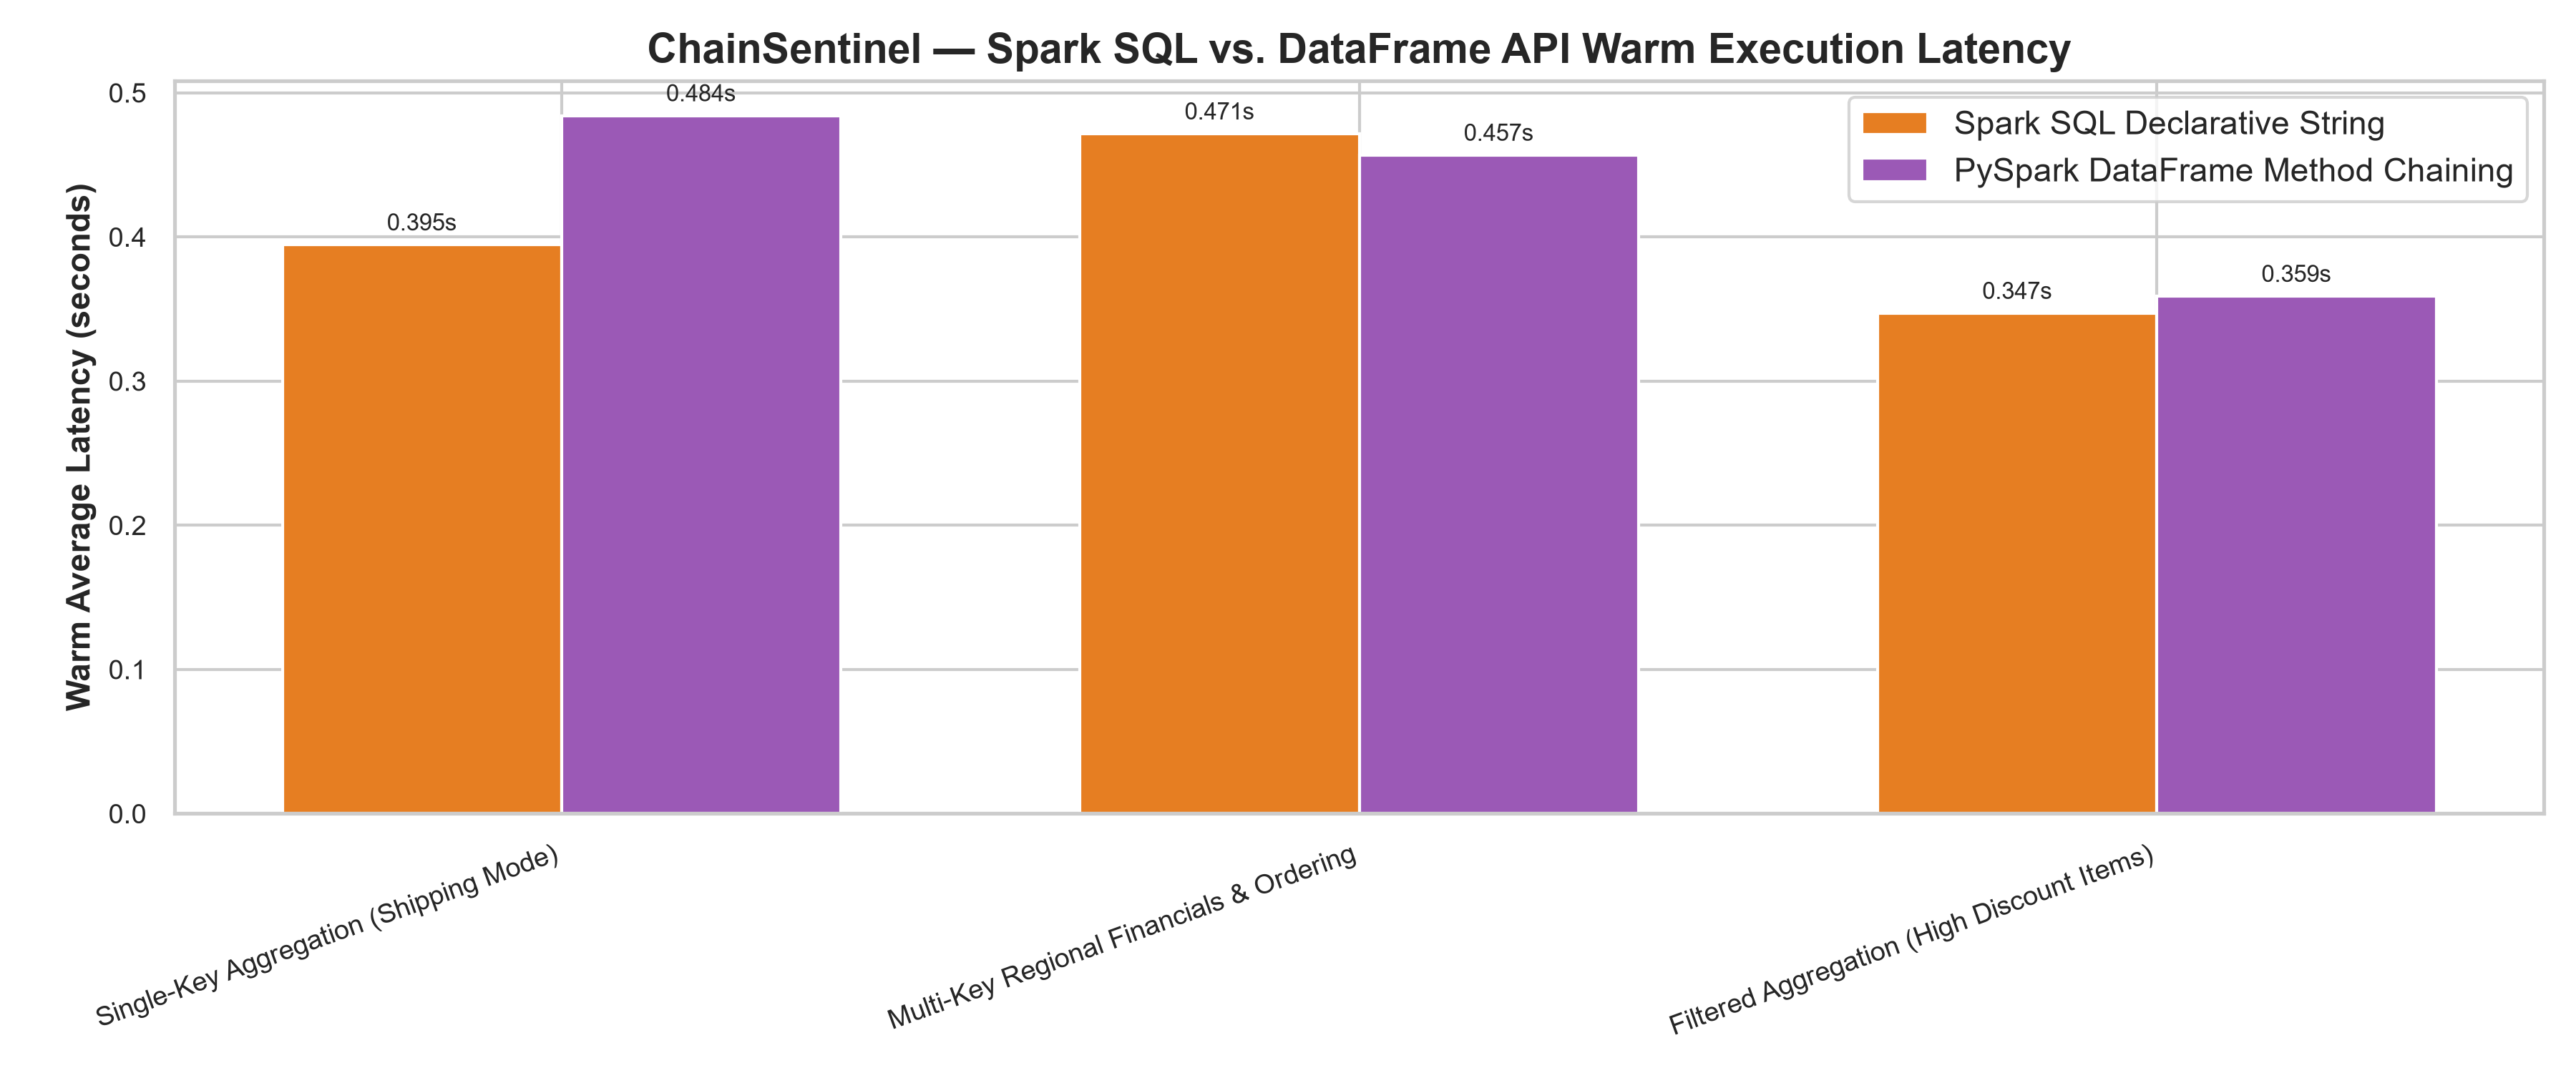 ChainSentinel — Spark SQL vs. DataFrame API Warm Execution Latency
Warm Average Latency (seconds)
0.5
0.4
0.3
0.2
0.1
0.0
0.395s
0.484s
0.471s
0.457s
0.347s
0.359s
Spark SQL Declarative String
PySpark DataFrame Method Chaining
Single-Key Aggregation (Shipping Mode)
Multi-Key Regional Financials & Ordering
Filtered Aggregation (High Discount Items)